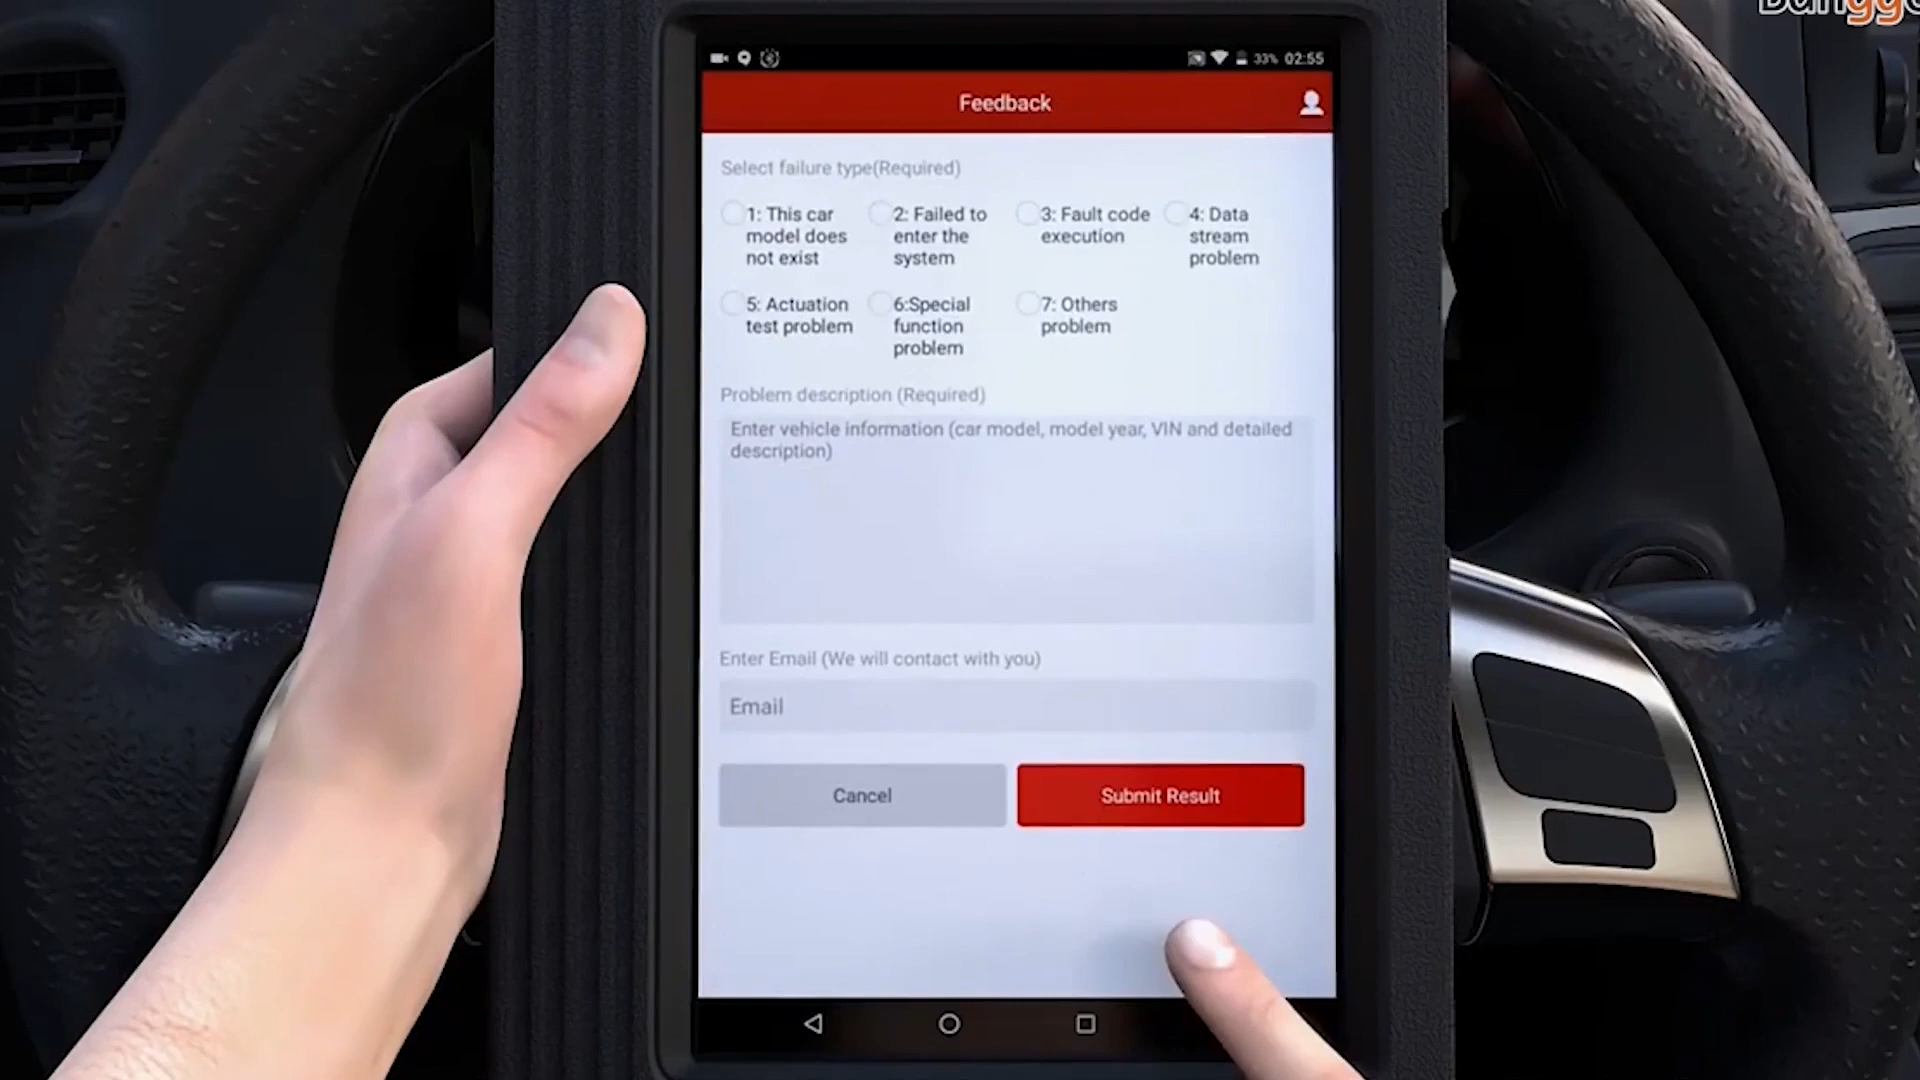 33% 02:55
Feedback
Select failure type(Required)
1: This car
model does
not exist
2: Failed to
enter the
system
3: Fault code
execution
4: Data
stream
problem
5: Actuation
test problem
6:Special
function
problem
7: Others
problem
Problem description (Required)
Enter vehicle information (car model, model year, VIN and detailed
description)
Enter Email (We will contact with you)
Email
Cancel
Submit Result